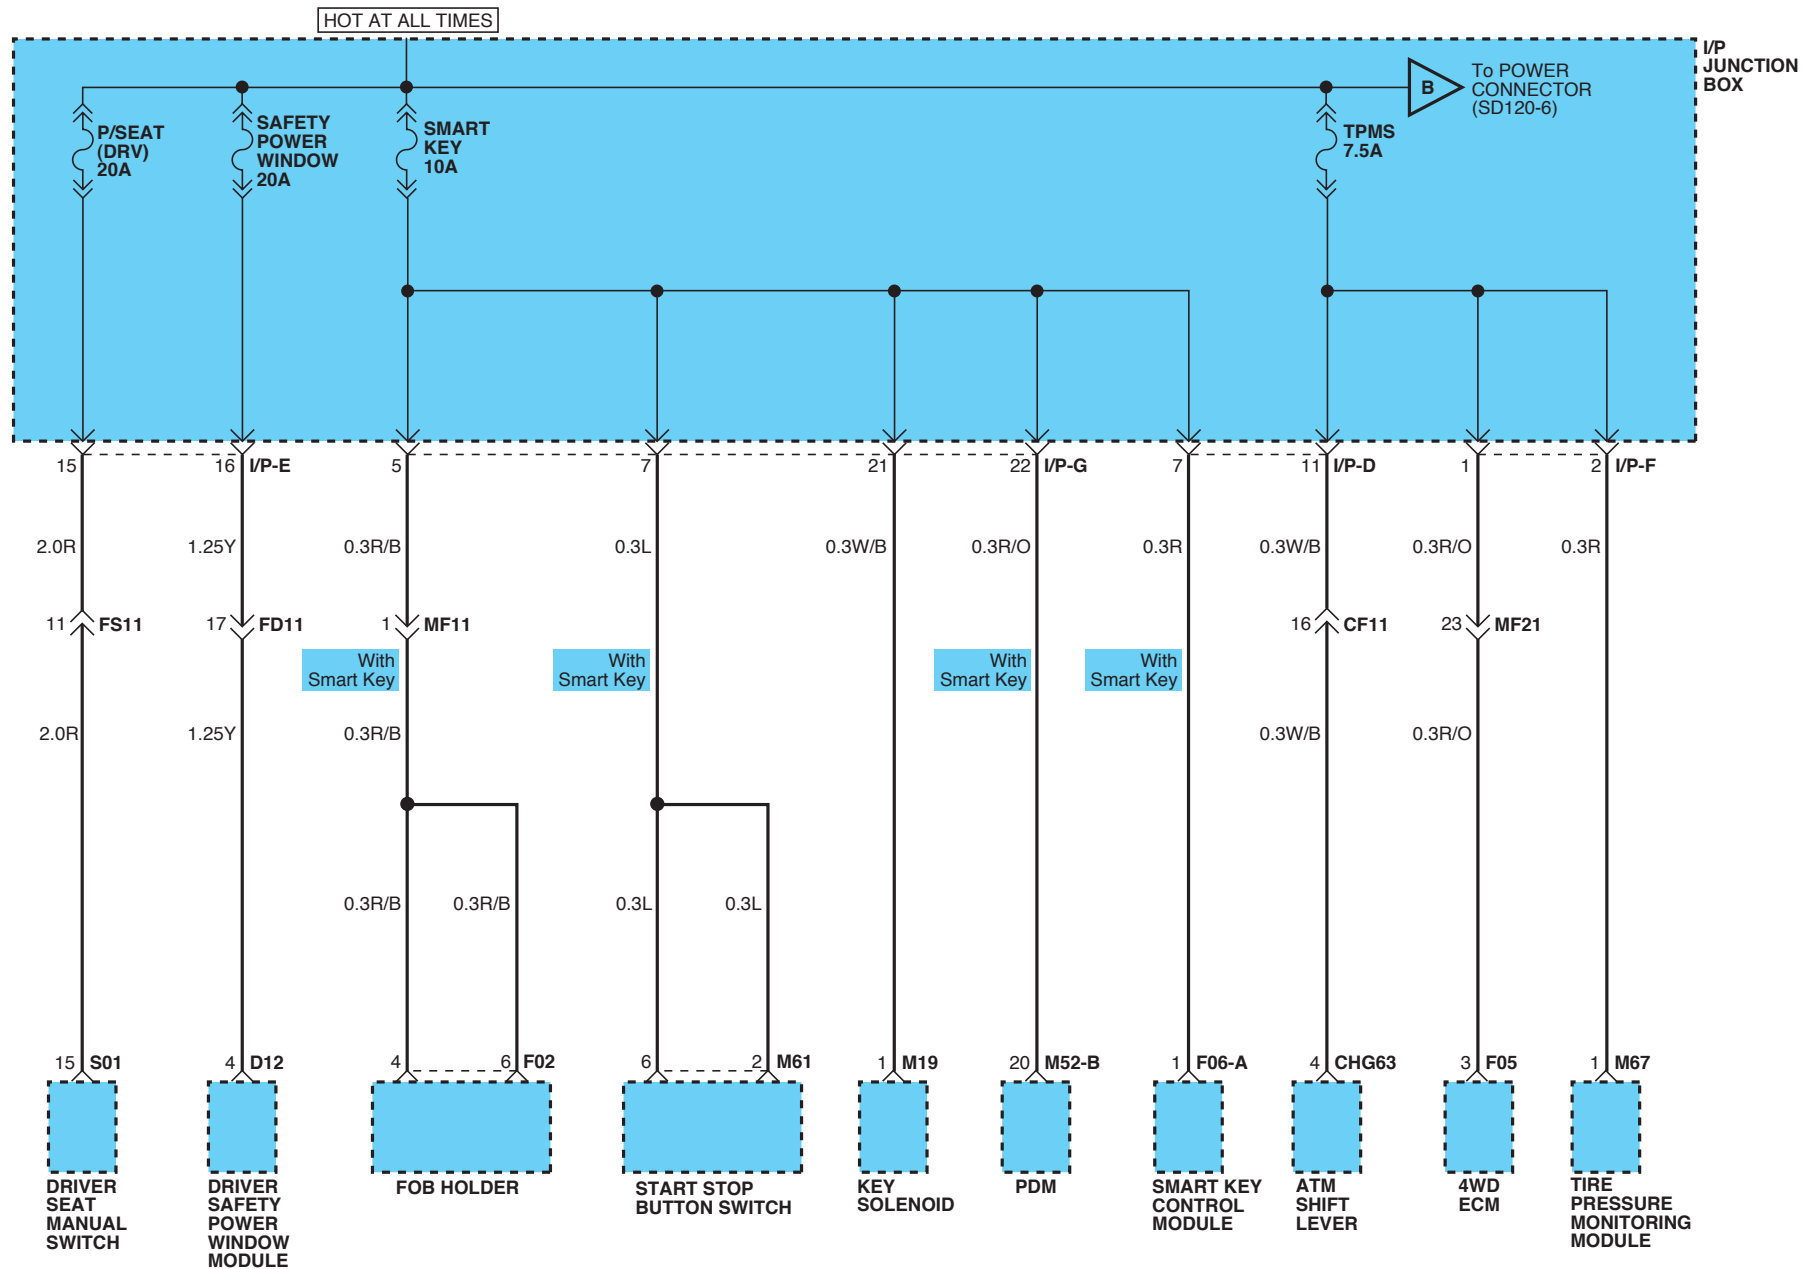 HOT AT ALL TIMES
I/P
JUNCTION
BOX
B
To POWER
CONNECTOR
(SD120-6)
P/SEAT
(DRV)
20A
SAFETY
POWER
WINDOW
20A
SMART
KEY
10A
TPMS
7.5A
15 16 I/P-E 5 7 21 22 I/P-G 7 11 I/P-D 1 2 I/P-F
2.0R 1.25Y 0.3R/B 0.3L 0.3W/B 0.3R/O 0.3R 0.3W/B 0.3R/O 0.3R
11 FS11 17 FD11 1 MF11 16 CF11 23 MF21
With
Smart Key
With
Smart Key
With
Smart Key
With
Smart Key
2.0R 1.25Y 0.3R/B 0.3W/B 0.3R/O
0.3R/B 0.3R/B 0.3L 0.3L
15 S01 4 D12 4 6 F02 6 2 M61 1 M19 20 M52-B 1 F06-A 4 CHG63 3 F05 1 M67
DRIVER
SEAT
MANUAL
SWITCH
DRIVER
SAFETY
POWER
WINDOW
MODULE
FOB HOLDER
START STOP
BUTTON SWITCH
KEY
SOLENOID
PDM
SMART KEY
CONTROL
MODULE
ATM
SHIFT
LEVER
4WD
ECM
TIRE
PRESSURE
MONITORING
MODULE